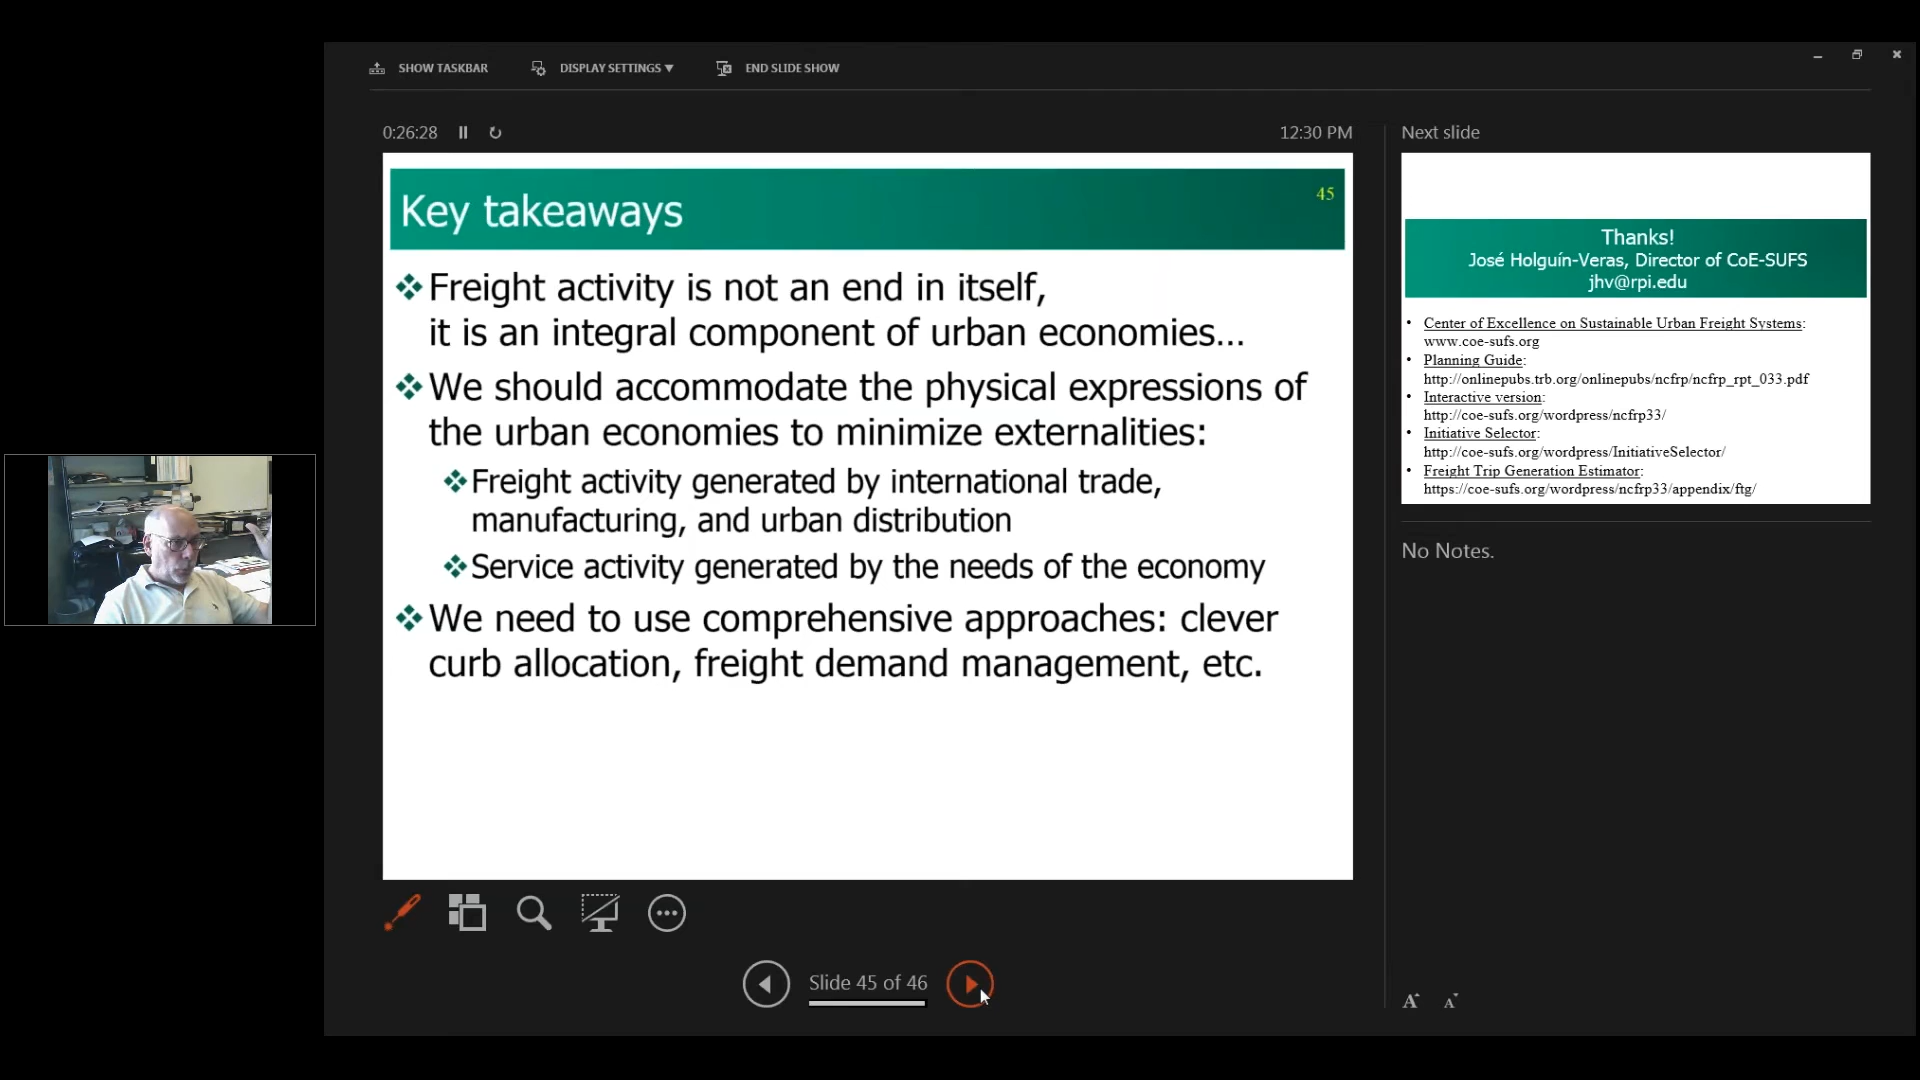 SHOW TASKBAR DISPLAY SETTINGS END SLIDE SHOW
0:26:28 12:30 PM
Key takeaways 45
Freight activity is not an end in itself,
it is an integral component of urban economies…
We should accommodate the physical expressions of
the urban economies to minimize externalities:
Freight activity generated by international trade,
manufacturing, and urban distribution
Service activity generated by the needs of the economy
We need to use comprehensive approaches: clever
curb allocation, freight demand management, etc.
Slide 45 of 46
Next slide
Thanks!
José Holguín-Veras, Director of CoE-SUFS
jhv@rpi.edu
• Center of Excellence on Sustainable Urban Freight Systems:
www.coe-sufs.org
• Planning Guide:
http://onlinepubs.trb.org/onlinepubs/ncfrp/ncfrp_rpt_033.pdf
• Interactive version:
http://coe-sufs.org/wordpress/ncfrp33/
• Initiative Selector:
http://coe-sufs.org/wordpress/InitiativeSelector/
• Freight Trip Generation Estimator:
https://coe-sufs.org/wordpress/ncfrp33/appendix/ftg/
No Notes.
A A